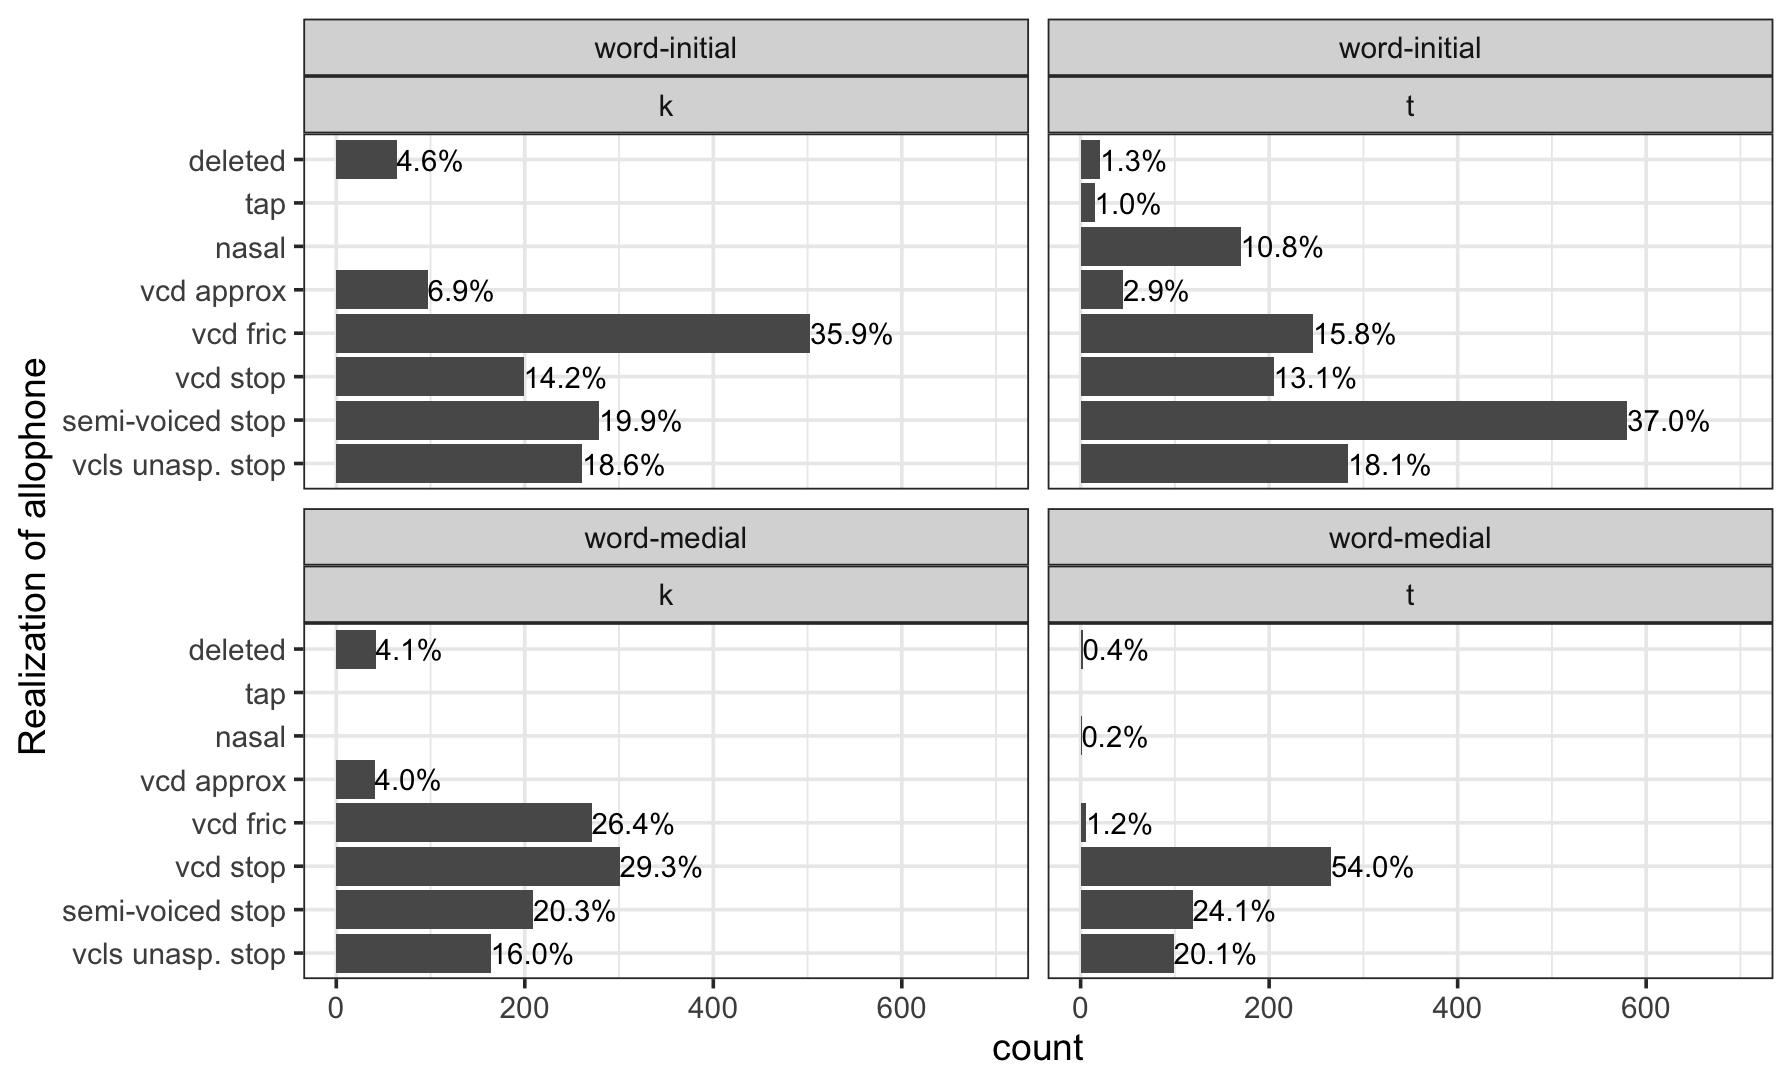 word-initial
k
word-initial
t
deleted 4.6% 1.3%
tap 1.0%
nasal 10.8%
vcd approx 6.9% 2.9%
vcd fric 35.9% 15.8%
vcd stop 14.2% 13.1%
semi-voiced stop 19.9% 37.0%
vcls unasp. stop 18.6% 18.1%
Realization of allophone
word-medial
k
word-medial
t
deleted 4.1% 0.4%
tap
nasal 0.2%
vcd approx 4.0%
vcd fric 26.4% 1.2%
vcd stop 29.3% 54.0%
semi-voiced stop 20.3% 24.1%
vcls unasp. stop 16.0% 20.1%
0 200 400 600 0 200 400 600
count